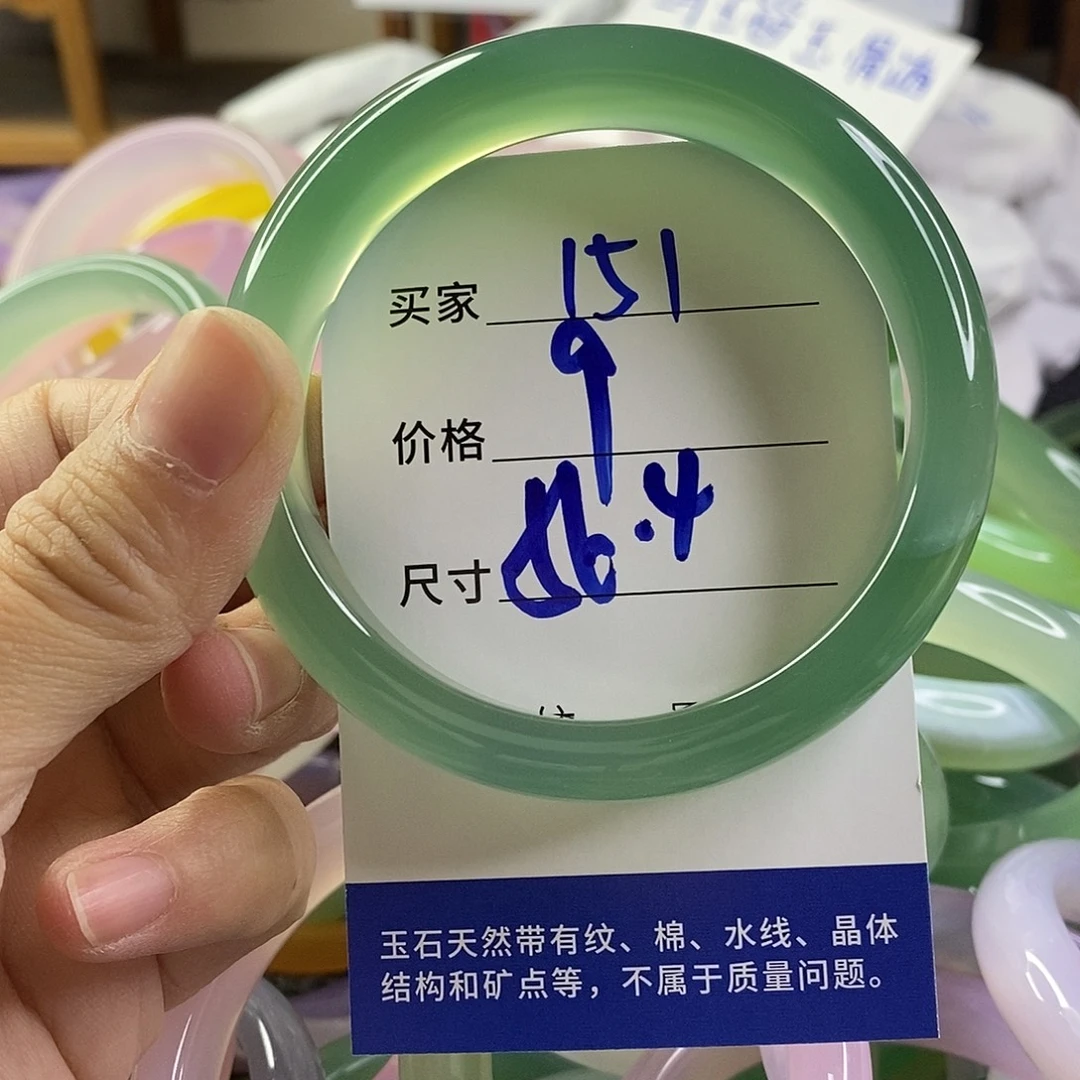 买家 151
价格 9
尺寸 56.4
玉石天然带有纹、棉、水线、晶体
结构和矿点等，不属于质量问题。